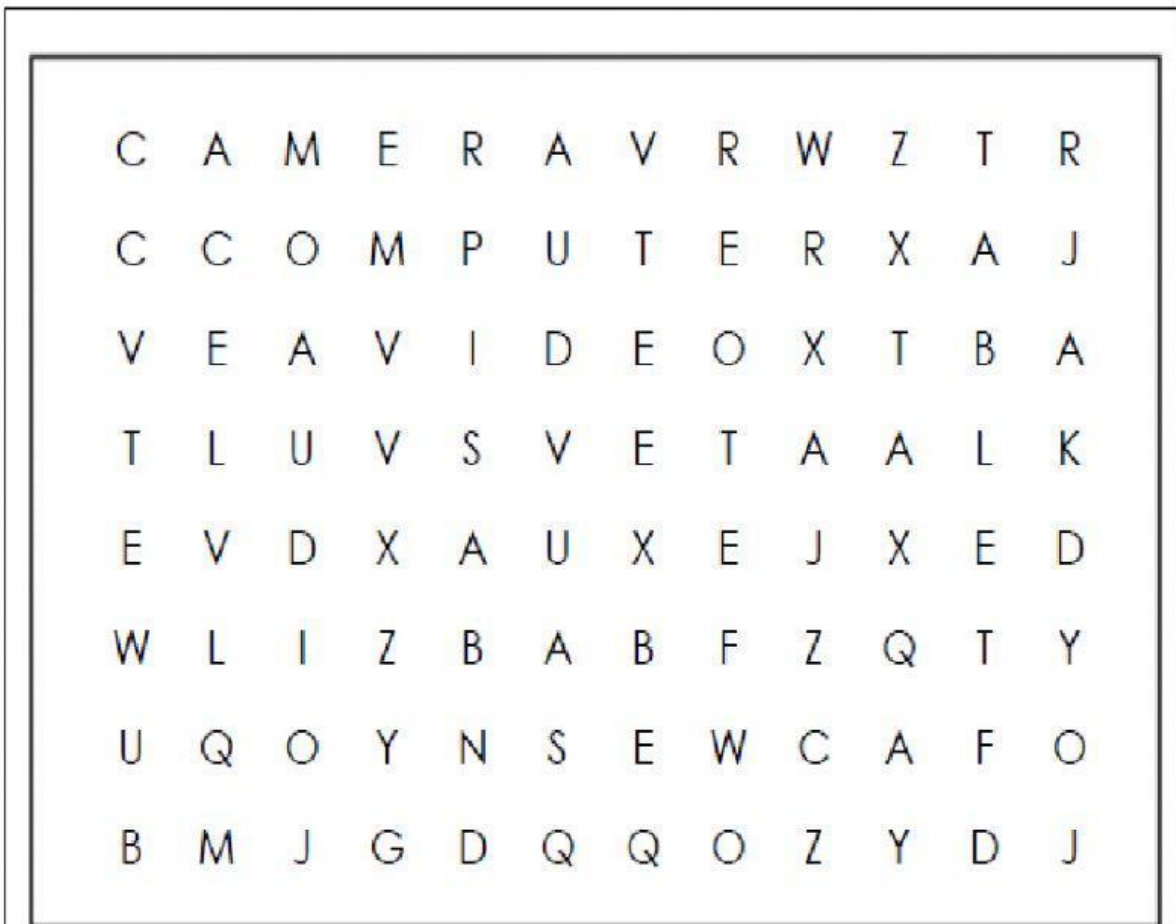 C A M E R A V R W Z T R
C C O M P U T E R X A J
V E A V I D E O X T B A
T L U V S V E T A A L K
E V D X A U X E J X E D
W L I Z B A B F Z Q T Y
U Q O Y N S E W C A F O
B M J G D Q Q O Z Y D J